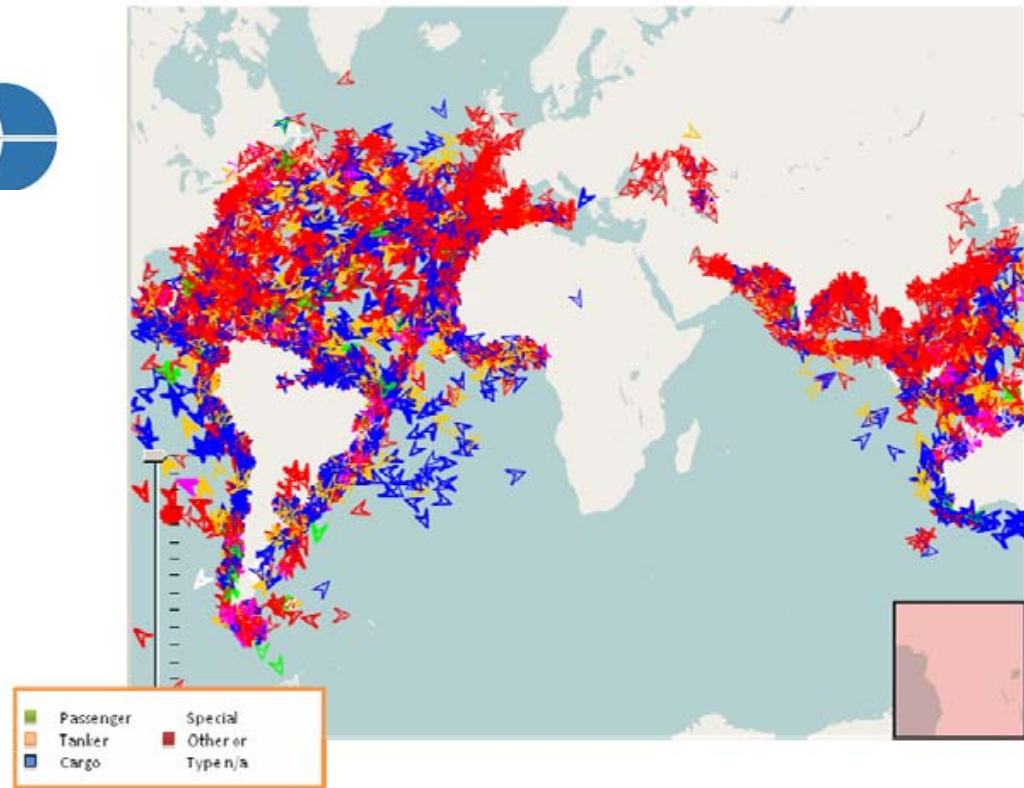 Passenger
Tanker
Cargo
Special
Other or
Type n/a